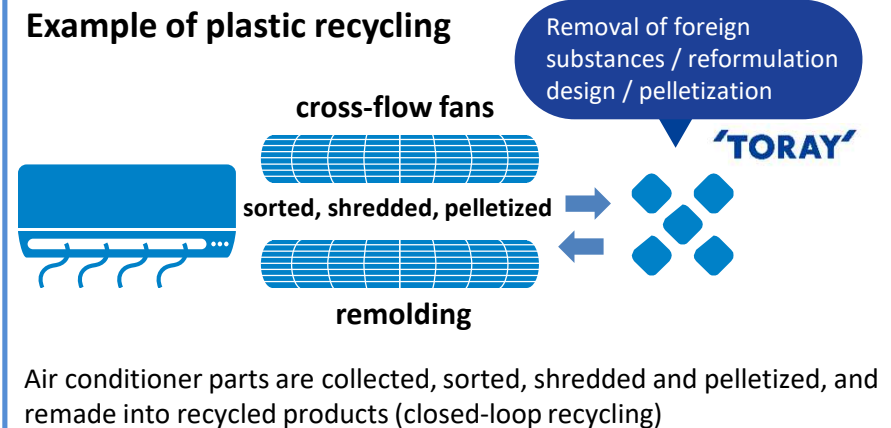 Example of plastic recycling
Removal of foreign
substances / reformulation
design / pelletization
cross-flow fans
'TORAY'
sorted, shredded, pelletized
remolding
Air conditioner parts are collected, sorted, shredded and pelletized, and
remade into recycled products (closed-loop recycling)